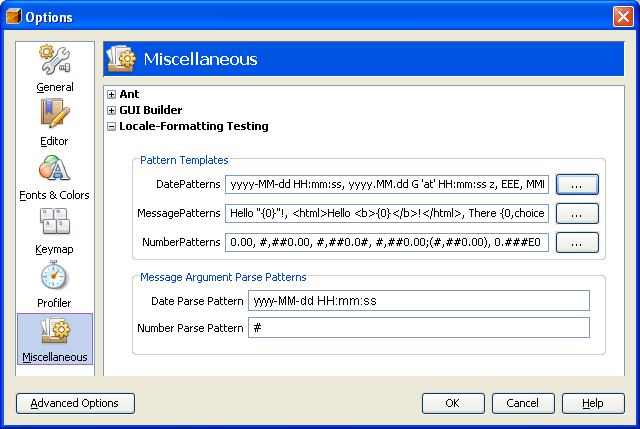 Options
Miscellaneous
General
Editor
Fonts & Colors
Keymap
Profiler
Miscellaneous
Ant
GUI Builder
Locale-Formatting Testing
Pattern Templates
DatePatterns yyyy-MM-dd HH:mm:ss, yyyy.MM.dd G 'at' HH:mm:ss z, EEE, MMI ...
MessagePatterns Hello "{0}"!, <html>Hello <b>{0}</b>!</html>, There {0,choice ...
NumberPatterns 0.00, #,##0.00, #,##0.0#, #,##0.00;(#,##0.00), 0.###E0 ...
Message Argument Parse Patterns
Date Parse Pattern yyyy-MM-dd HH:mm:ss
Number Parse Pattern #
Advanced Options OK Cancel Help